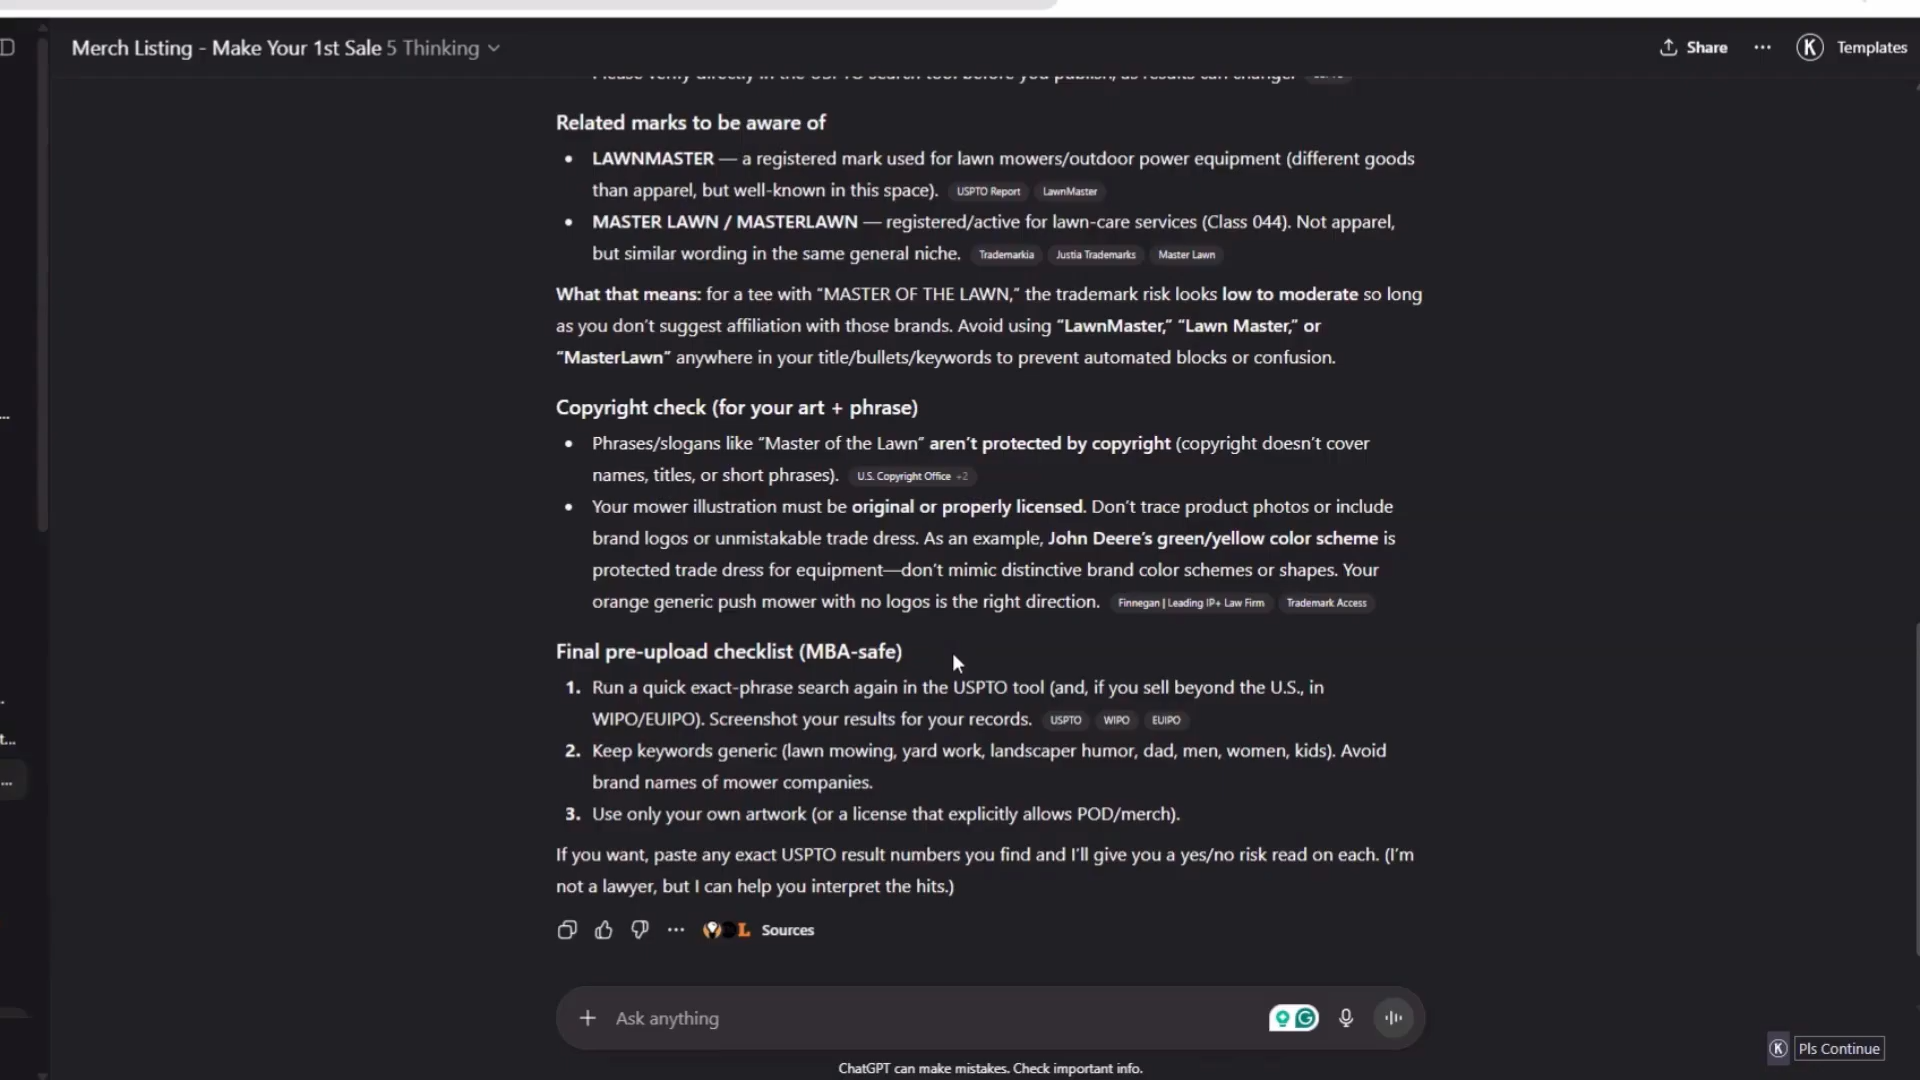 Merch Listing - Make Your 1st Sale 5 Thinking
Share
K
Templates
Please verify directly in the USPTO search tool before you publish, as results can change.
Related marks to be aware of
• LAWNMASTER — a registered mark used for lawn mowers/outdoor power equipment (different goods
than apparel, but well-known in this space). USPTO Report LawnMaster
• MASTER LAWN / MASTERLAWN — registered/active for lawn-care services (Class 044). Not apparel,
but similar wording in the same general niche. Trademarkia Justia Trademarks Master Lawn
What that means: for a tee with “MASTER OF THE LAWN,” the trademark risk looks low to moderate so long
as you don’t suggest affiliation with those brands. Avoid using “LawnMaster,” “Lawn Master,” or
“MasterLawn” anywhere in your title/bullets/keywords to prevent automated blocks or confusion.
Copyright check (for your art + phrase)
• Phrases/slogans like “Master of the Lawn” aren’t protected by copyright (copyright doesn’t cover
names, titles, or short phrases). U.S. Copyright Office +2
• Your mower illustration must be original or properly licensed. Don’t trace product photos or include
brand logos or unmistakable trade dress. As an example, John Deere’s green/yellow color scheme is
protected trade dress for equipment—don’t mimic distinctive brand color schemes or shapes. Your
orange generic push mower with no logos is the right direction. Finnegan | Leading IP+ Law Firm Trademark Access
Final pre-upload checklist (MBA-safe)
1. Run a quick exact-phrase search again in the USPTO tool (and, if you sell beyond the U.S., in
WIPO/EUIPO). Screenshot your results for your records. USPTO WIPO EUIPO
2. Keep keywords generic (lawn mowing, yard work, landscaper humor, dad, men, women, kids). Avoid
brand names of mower companies.
3. Use only your own artwork (or a license that explicitly allows POD/merch).
If you want, paste any exact USPTO result numbers you find and I’ll give you a yes/no risk read on each. (I’m
not a lawyer, but I can help you interpret the hits.)
Sources
Ask anything
K Pls Continue
ChatGPT can make mistakes. Check important info.